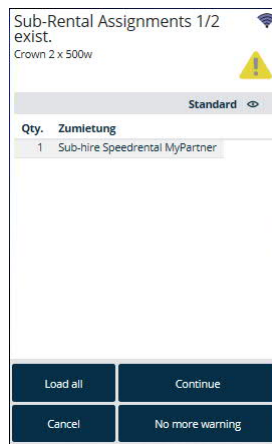 Sub-Rental Assignments 1/2
exist.
Crown 2 x 500w
Standard
Qty. Zumietung
1 Sub-hire Speedrental MyPartner
Load all Continue
Cancel No more warning